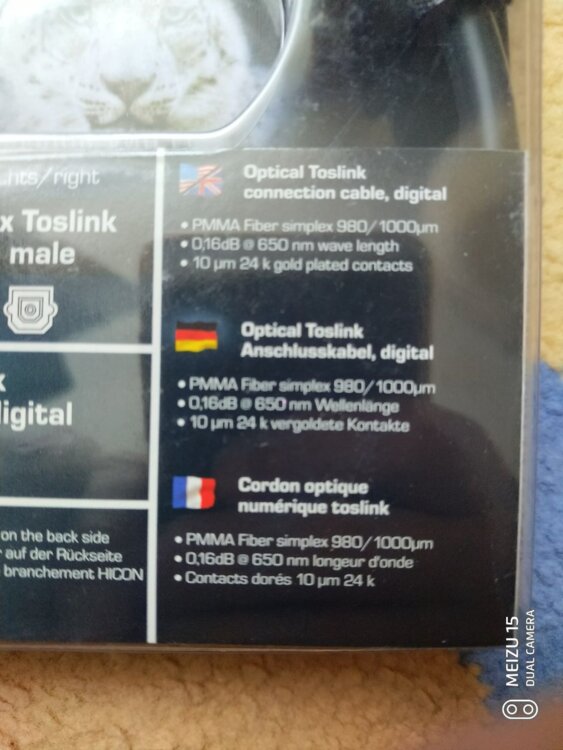 hts/right
x Toslink
male
digital
on the back side
auf der Rückseite
branchement HICON
Optical Toslink
connection cable, digital
• PMMA Fiber simplex 980/1000µm
• 0,16dB @ 650 nm wave length
• 10 µm 24 k gold plated contacts
Optical Toslink
Anschlusskabel, digital
• PMMA Fiber simplex 980/1000µm
• 0,16dB @ 650 nm Wellenlänge
• 10 µm 24 k vergoldete Kontakte
Cordon optique
numérique toslink
• PMMA Fiber simplex 980/1000µm
• 0,16dB @ 650 nm longeur d'onde
• Contacts dorés 10 µm 24 k
MEIZU 15
DUAL CAMERA